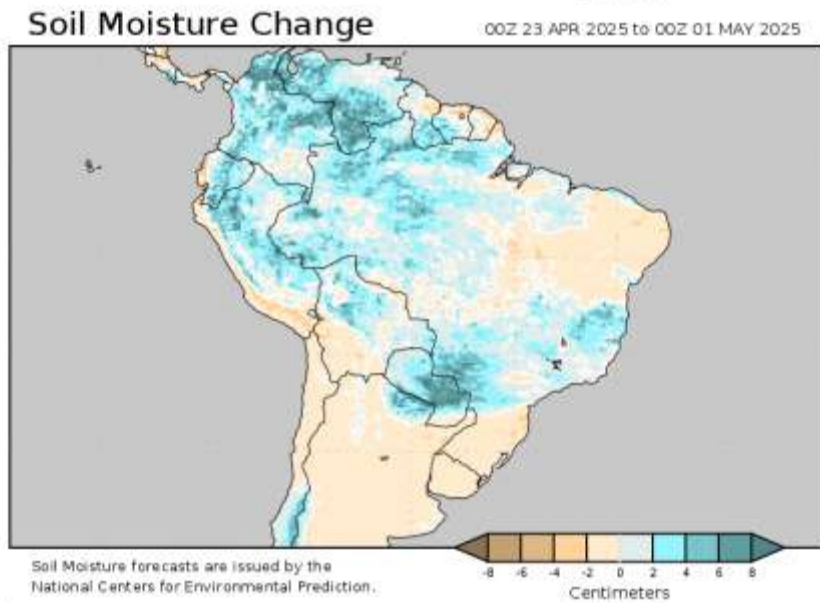 Soil Moisture Change
00Z 23 APR 2025 to 00Z 01 MAY 2025
-8 -6 -4 -2 0 2 4 6 8
Centimeters
Soil Moisture forecasts are issued by the
National Centers for Environmental Prediction.